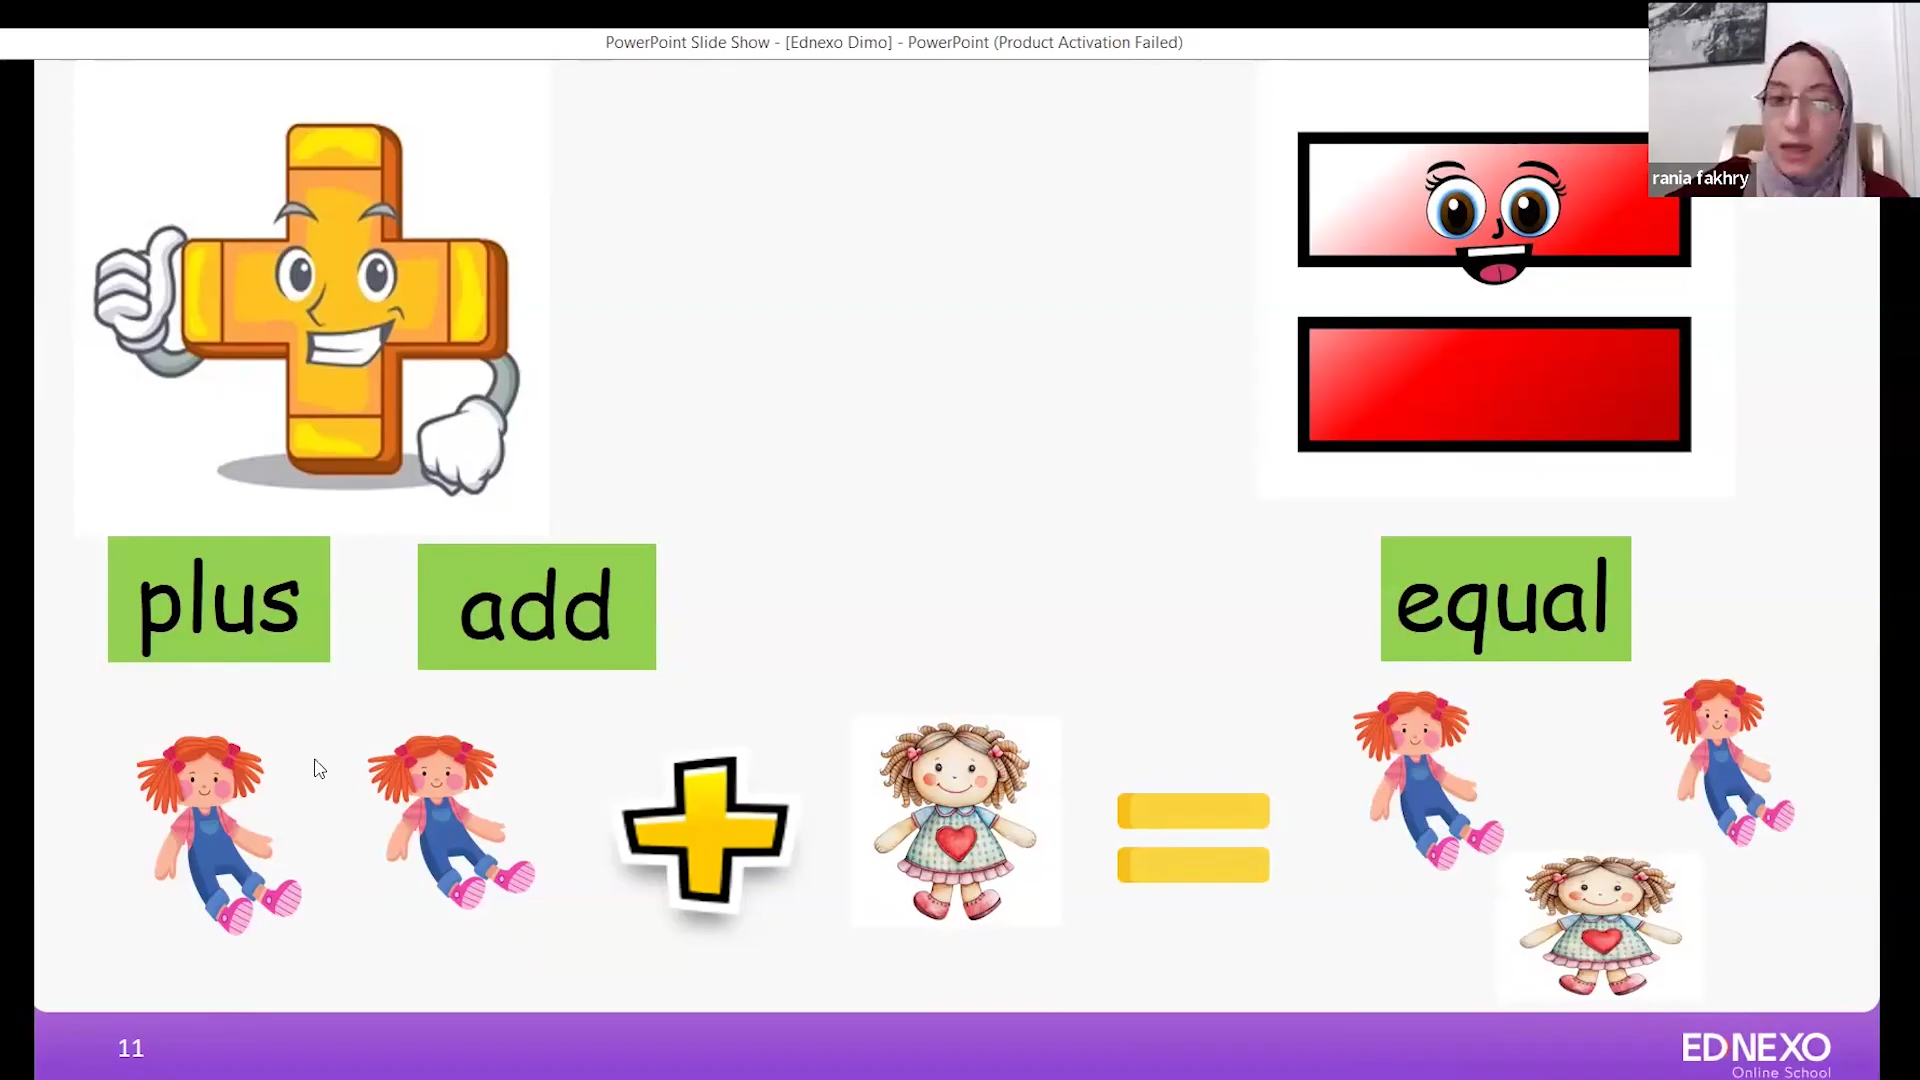 PowerPoint Slide Show - [Ednexo Dimo] - PowerPoint (Product Activation Failed)
rania fakhry
plus
add
equal
11
EDNEXO
Online School